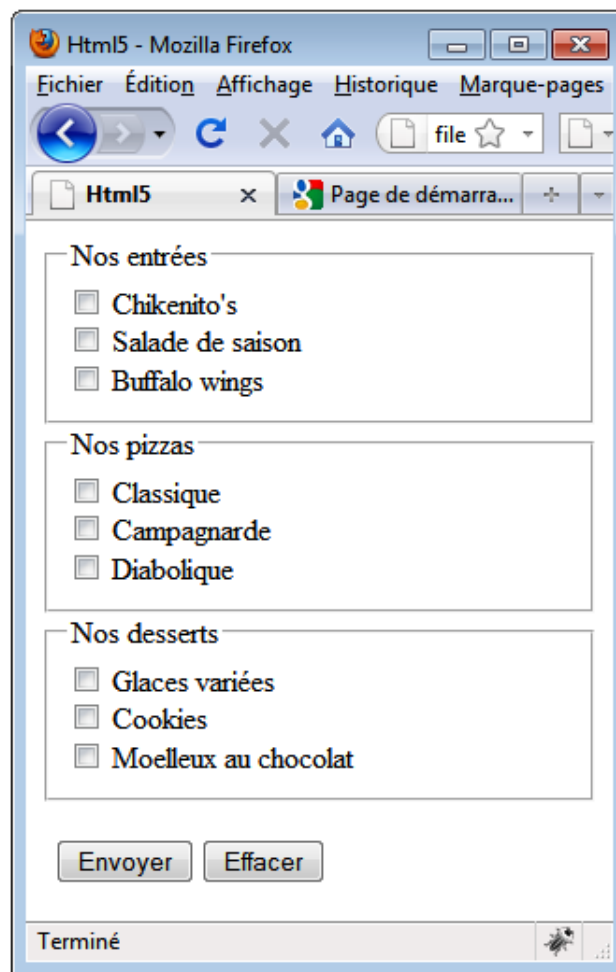 Html5 - Mozilla Firefox
Fichier Édition Affichage Historique Marque-pages
file
Html5 Page de démarra...
Nos entrées
Chikenito's
Salade de saison
Buffalo wings
Nos pizzas
Classique
Campagnarde
Diabolique
Nos desserts
Glaces variées
Cookies
Moelleux au chocolat
Envoyer Effacer
Terminé